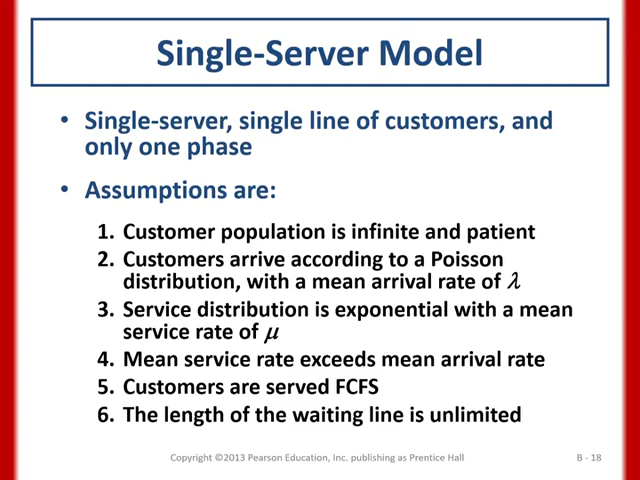 Single-Server Model
• Single-server, single line of customers, and
only one phase
• Assumptions are:
1. Customer population is infinite and patient
2. Customers arrive according to a Poisson
distribution, with a mean arrival rate of λ
3. Service distribution is exponential with a mean
service rate of μ
4. Mean service rate exceeds mean arrival rate
5. Customers are served FCFS
6. The length of the waiting line is unlimited
Copyright ©2013 Pearson Education, Inc. publishing as Prentice Hall
B - 18